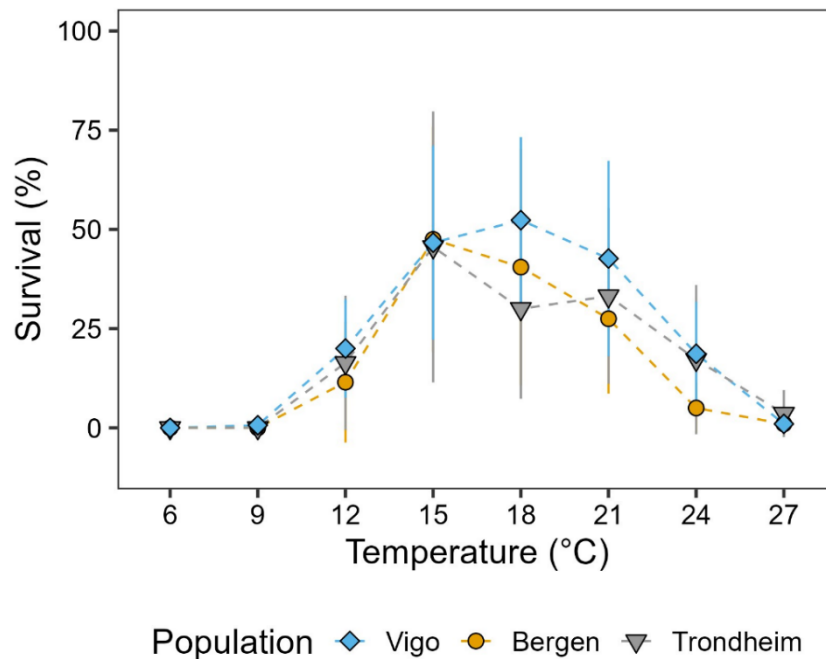 100
75
50
25
0
Survival (%)
6 9 12 15 18 21 24 27
Temperature (°C)
Population Vigo Bergen Trondheim